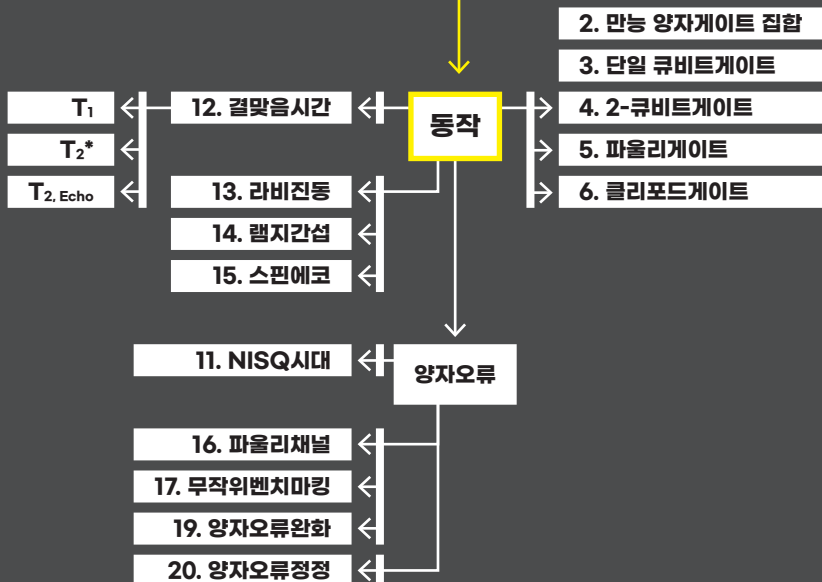 2. 만능 양자게이트 집합
3. 단일 큐비트게이트
T₁
12. 결맞음시간
동작
4. 2-큐비트게이트
T₂*
5. 파울리게이트
T₂, Echo
13. 라비진동
6. 클리포드게이트
14. 램지간섭
15. 스핀에코
11. NISQ시대
양자오류
16. 파울리채널
17. 무작위벤치마킹
19. 양자오류완화
20. 양자오류정정